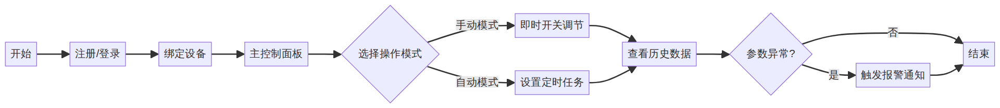 开始
注册/登录
绑定设备
主控制面板
选择操作模式
手动模式
即时开关调节
自动模式
设置定时任务
查看历史数据
参数异常?
否
是
触发报警通知
结束